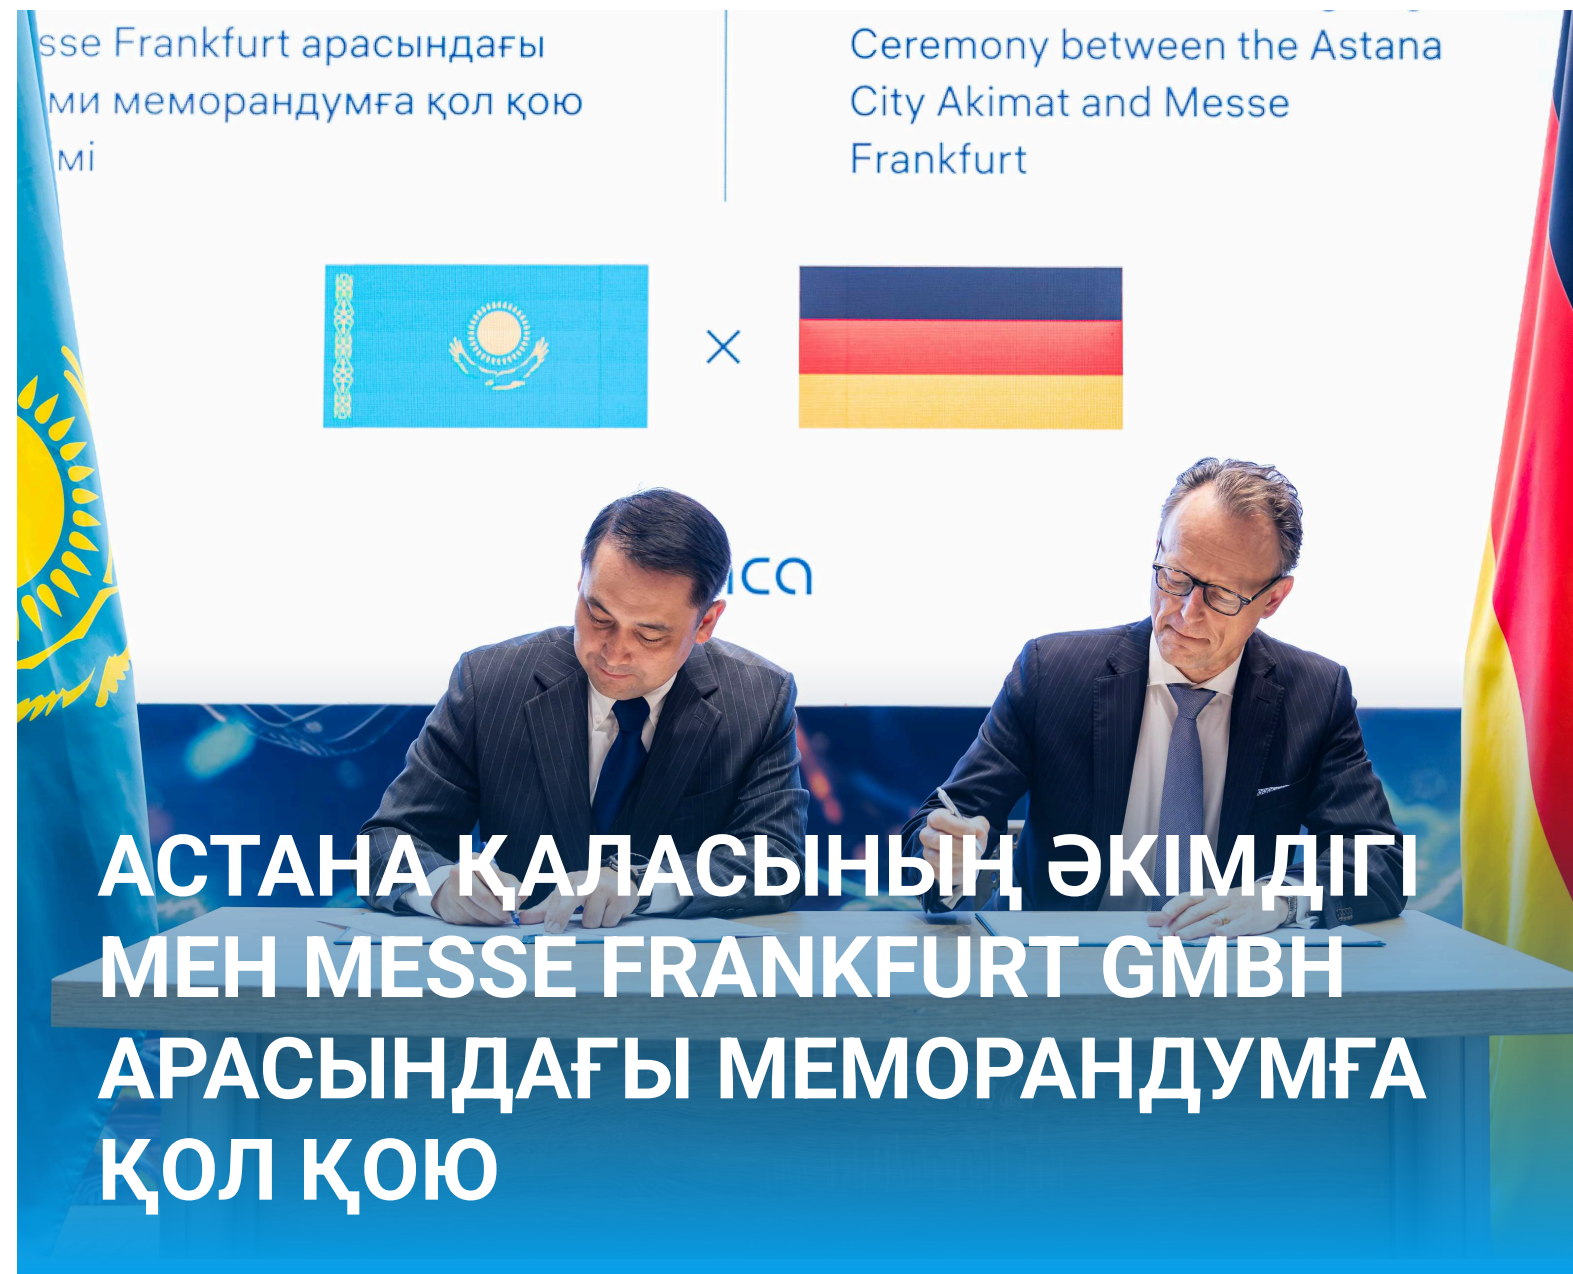 sse Frankfurt арасындағы
ми меморандумға қол қою
мі
Ceremony between the Astana
City Akimat and Messe
Frankfurt
АСТАНА ҚАЛАСЫНЫҢ ӘКІМДІГІ
МЕН MESSE FRANKFURT GMBH
АРАСЫНДАҒЫ МЕМОРАНДУМҒА
ҚОЛ ҚОЮ